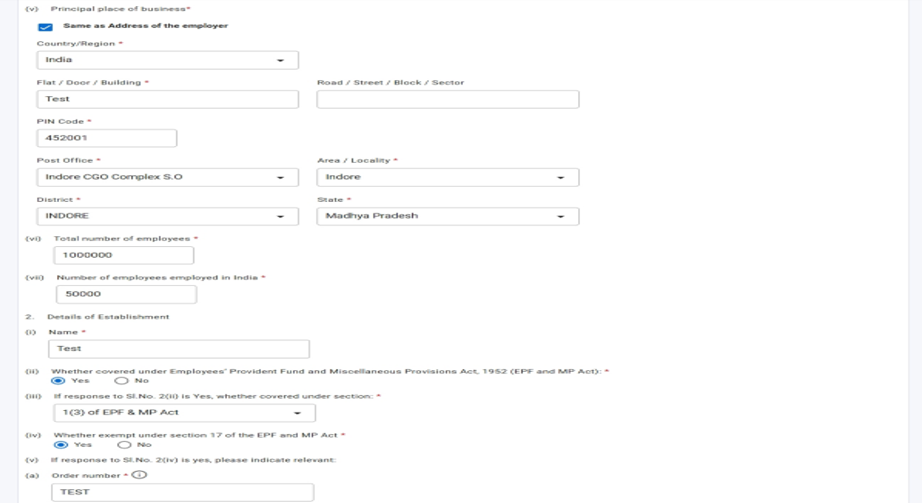 (v) Principal place of business*
Same as Address of the employer
Country/Region *
India
Flat / Door / Building * Road / Street / Block / Sector
Test
PIN Code *
452001
Post Office * Area / Locality *
Indore CGO Complex S.O Indore
District * State *
INDORE Madhya Pradesh
(vi) Total number of employees *
1000000
(vii) Number of employees employed in India *
50000
2. Details of Establishment
(i) Name *
Test
(ii) Whether covered under Employees' Provident Fund and Miscellaneous Provisions Act, 1952 (EPF and MP Act): *
Yes No
(iii) If response to Sl.No. 2(ii) is Yes, whether covered under section: *
1(3) of EPF & MP Act
(iv) Whether exempt under section 17 of the EPF and MP Act *
Yes No
(v) If response to Sl.No. 2(iv) is yes, please indicate relevant:
(a) Order number *
TEST